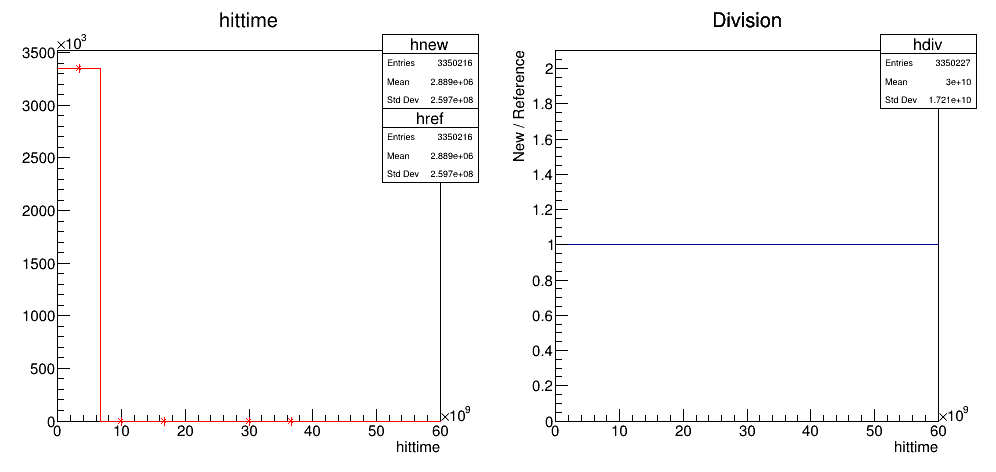 hittime
×10³
3500
3000
2500
2000
1500
1000
500
0
0 10 20 30 40 50 60
×10⁹
hittime
hnew
Entries 3350216
Mean 2.889e+06
Std Dev 2.597e+08
href
Entries 3350216
Mean 2.889e+06
Std Dev 2.597e+08
Division
New / Reference
2
1.8
1.6
1.4
1.2
1
0.8
0.6
0.4
0.2
0
0 10 20 30 40 50 60
×10⁹
hittime
hdiv
Entries 3350227
Mean 3e+10
Std Dev 1.721e+10